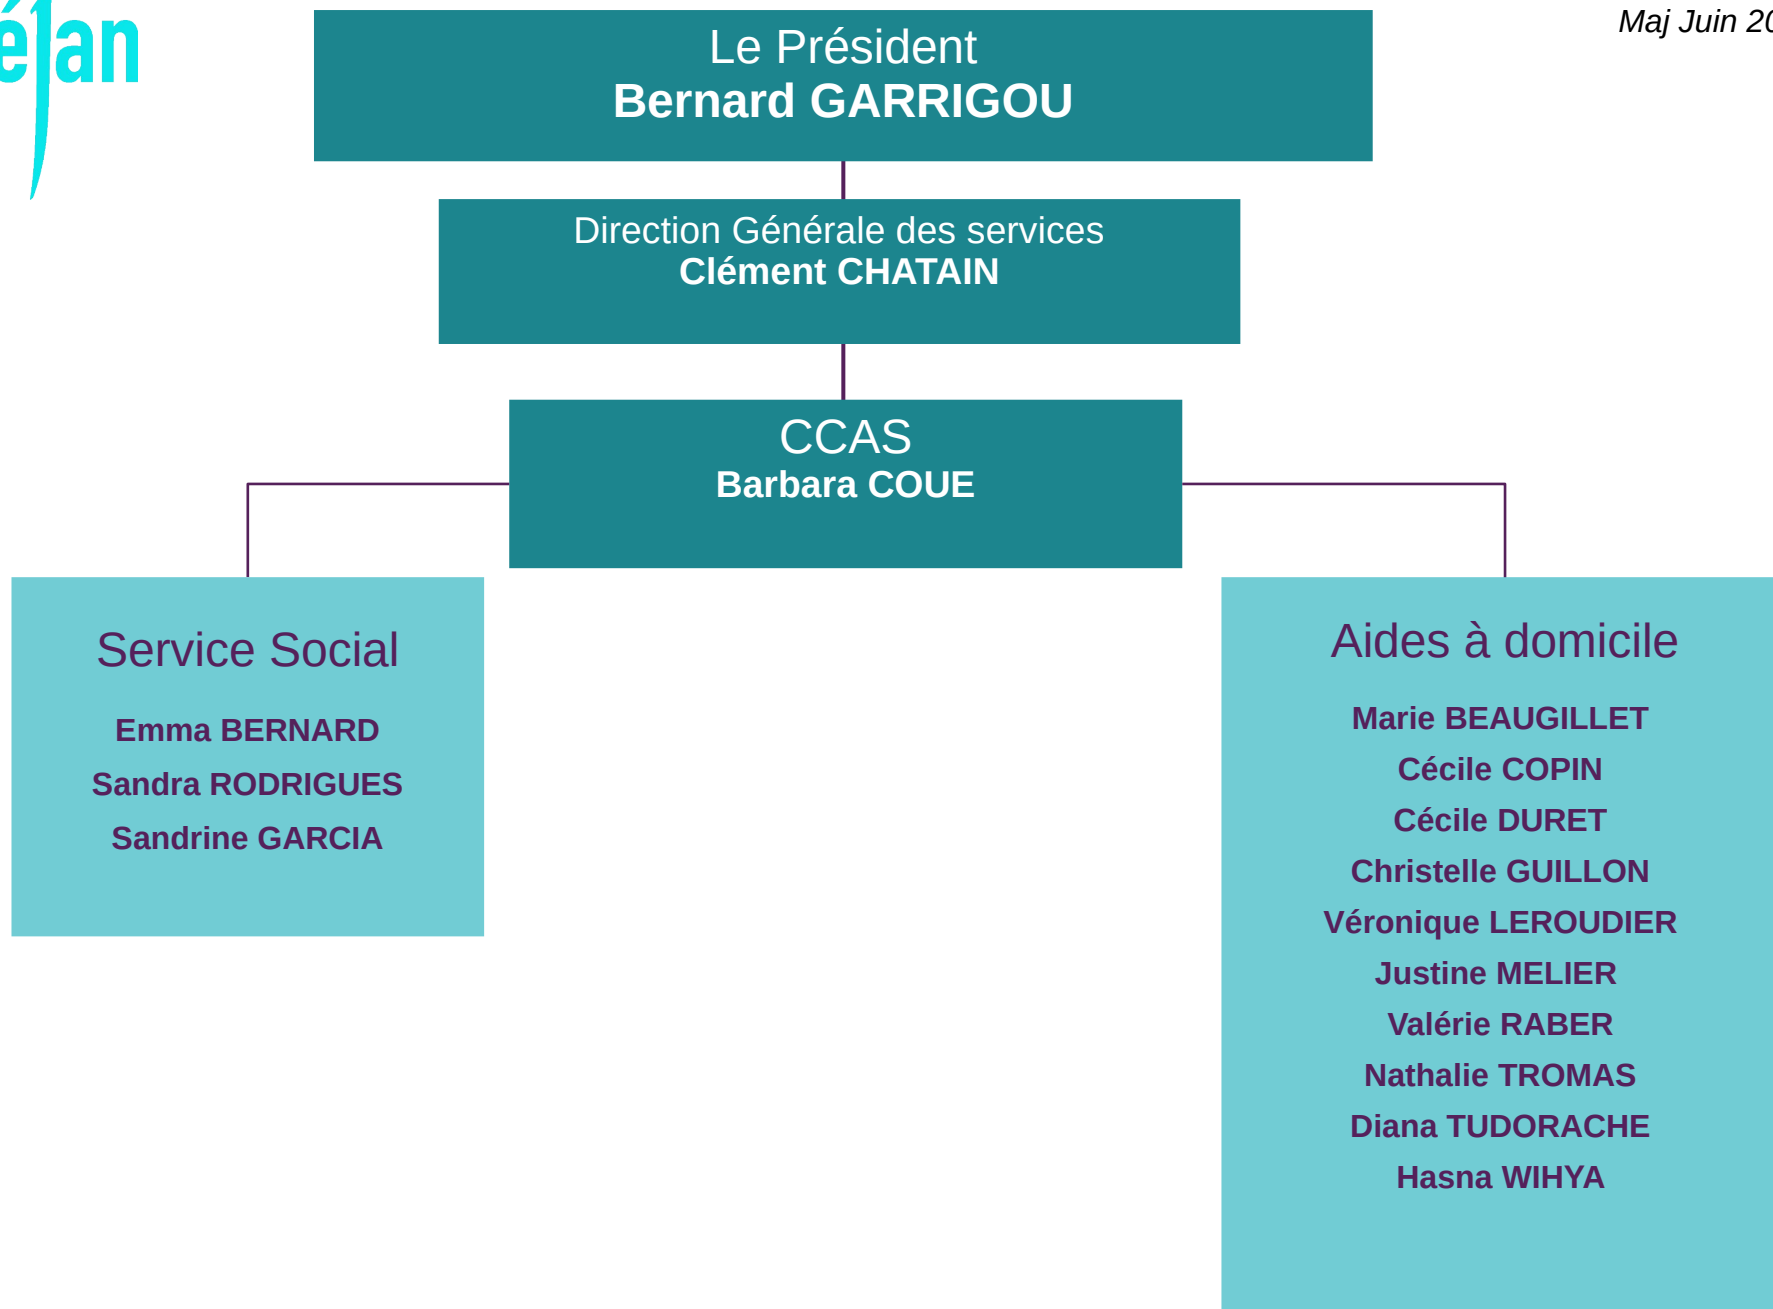 Maj Juin
Le Président
Bernard GARRIGOU
Direction Générale des services
Clément CHATAIN
CCAS
Barbara COUE
Service Social
Emma BERNARD
Sandra RODRIGUES
Sandrine GARCIA
Aides à domicile
Marie BEAUGILLET
Cécile COPIN
Cécile DURET
Christelle GUILLON
Véronique LEROUDIER
Justine MELIER
Valérie RABER
Nathalie TROMAS
Diana TUDORACHE
Hasna WIHYA